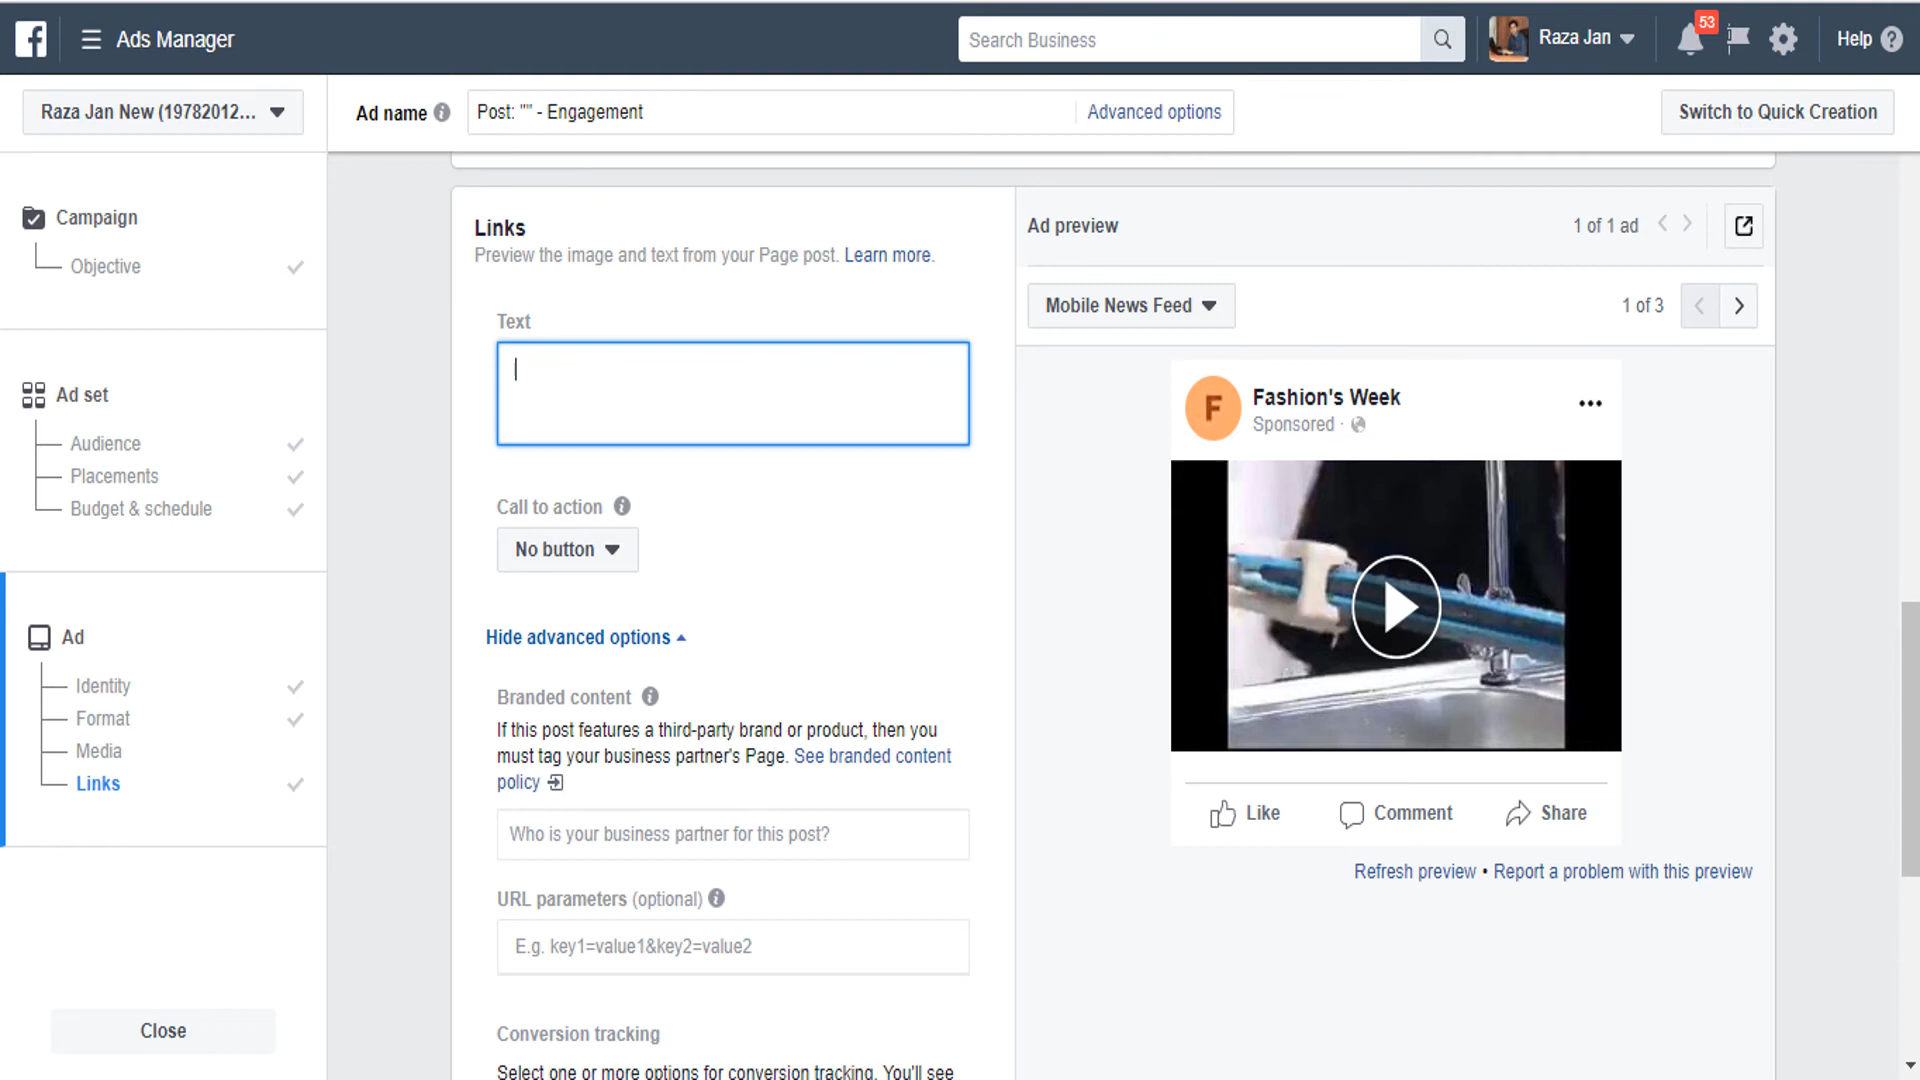 Ads Manager
Search Business
Raza Jan
53
Help
Raza Jan New (19782012...
Ad name
Post: "" - Engagement
Advanced options
Switch to Quick Creation
Campaign
Objective
Ad set
Audience
Placements
Budget & schedule
Ad
Identity
Format
Media
Links
Close
Links
Preview the image and text from your Page post. Learn more.
Text
Call to action
No button
Hide advanced options
Branded content
If this post features a third-party brand or product, then you
must tag your business partner's Page. See branded content
policy
Who is your business partner for this post?
URL parameters (optional)
E.g. key1=value1&key2=value2
Conversion tracking
Select one or more options for conversion tracking. You'll see
Ad preview
1 of 1 ad
Mobile News Feed
1 of 3
F
Fashion's Week
Sponsored ·
Like
Comment
Share
Refresh preview • Report a problem with this preview